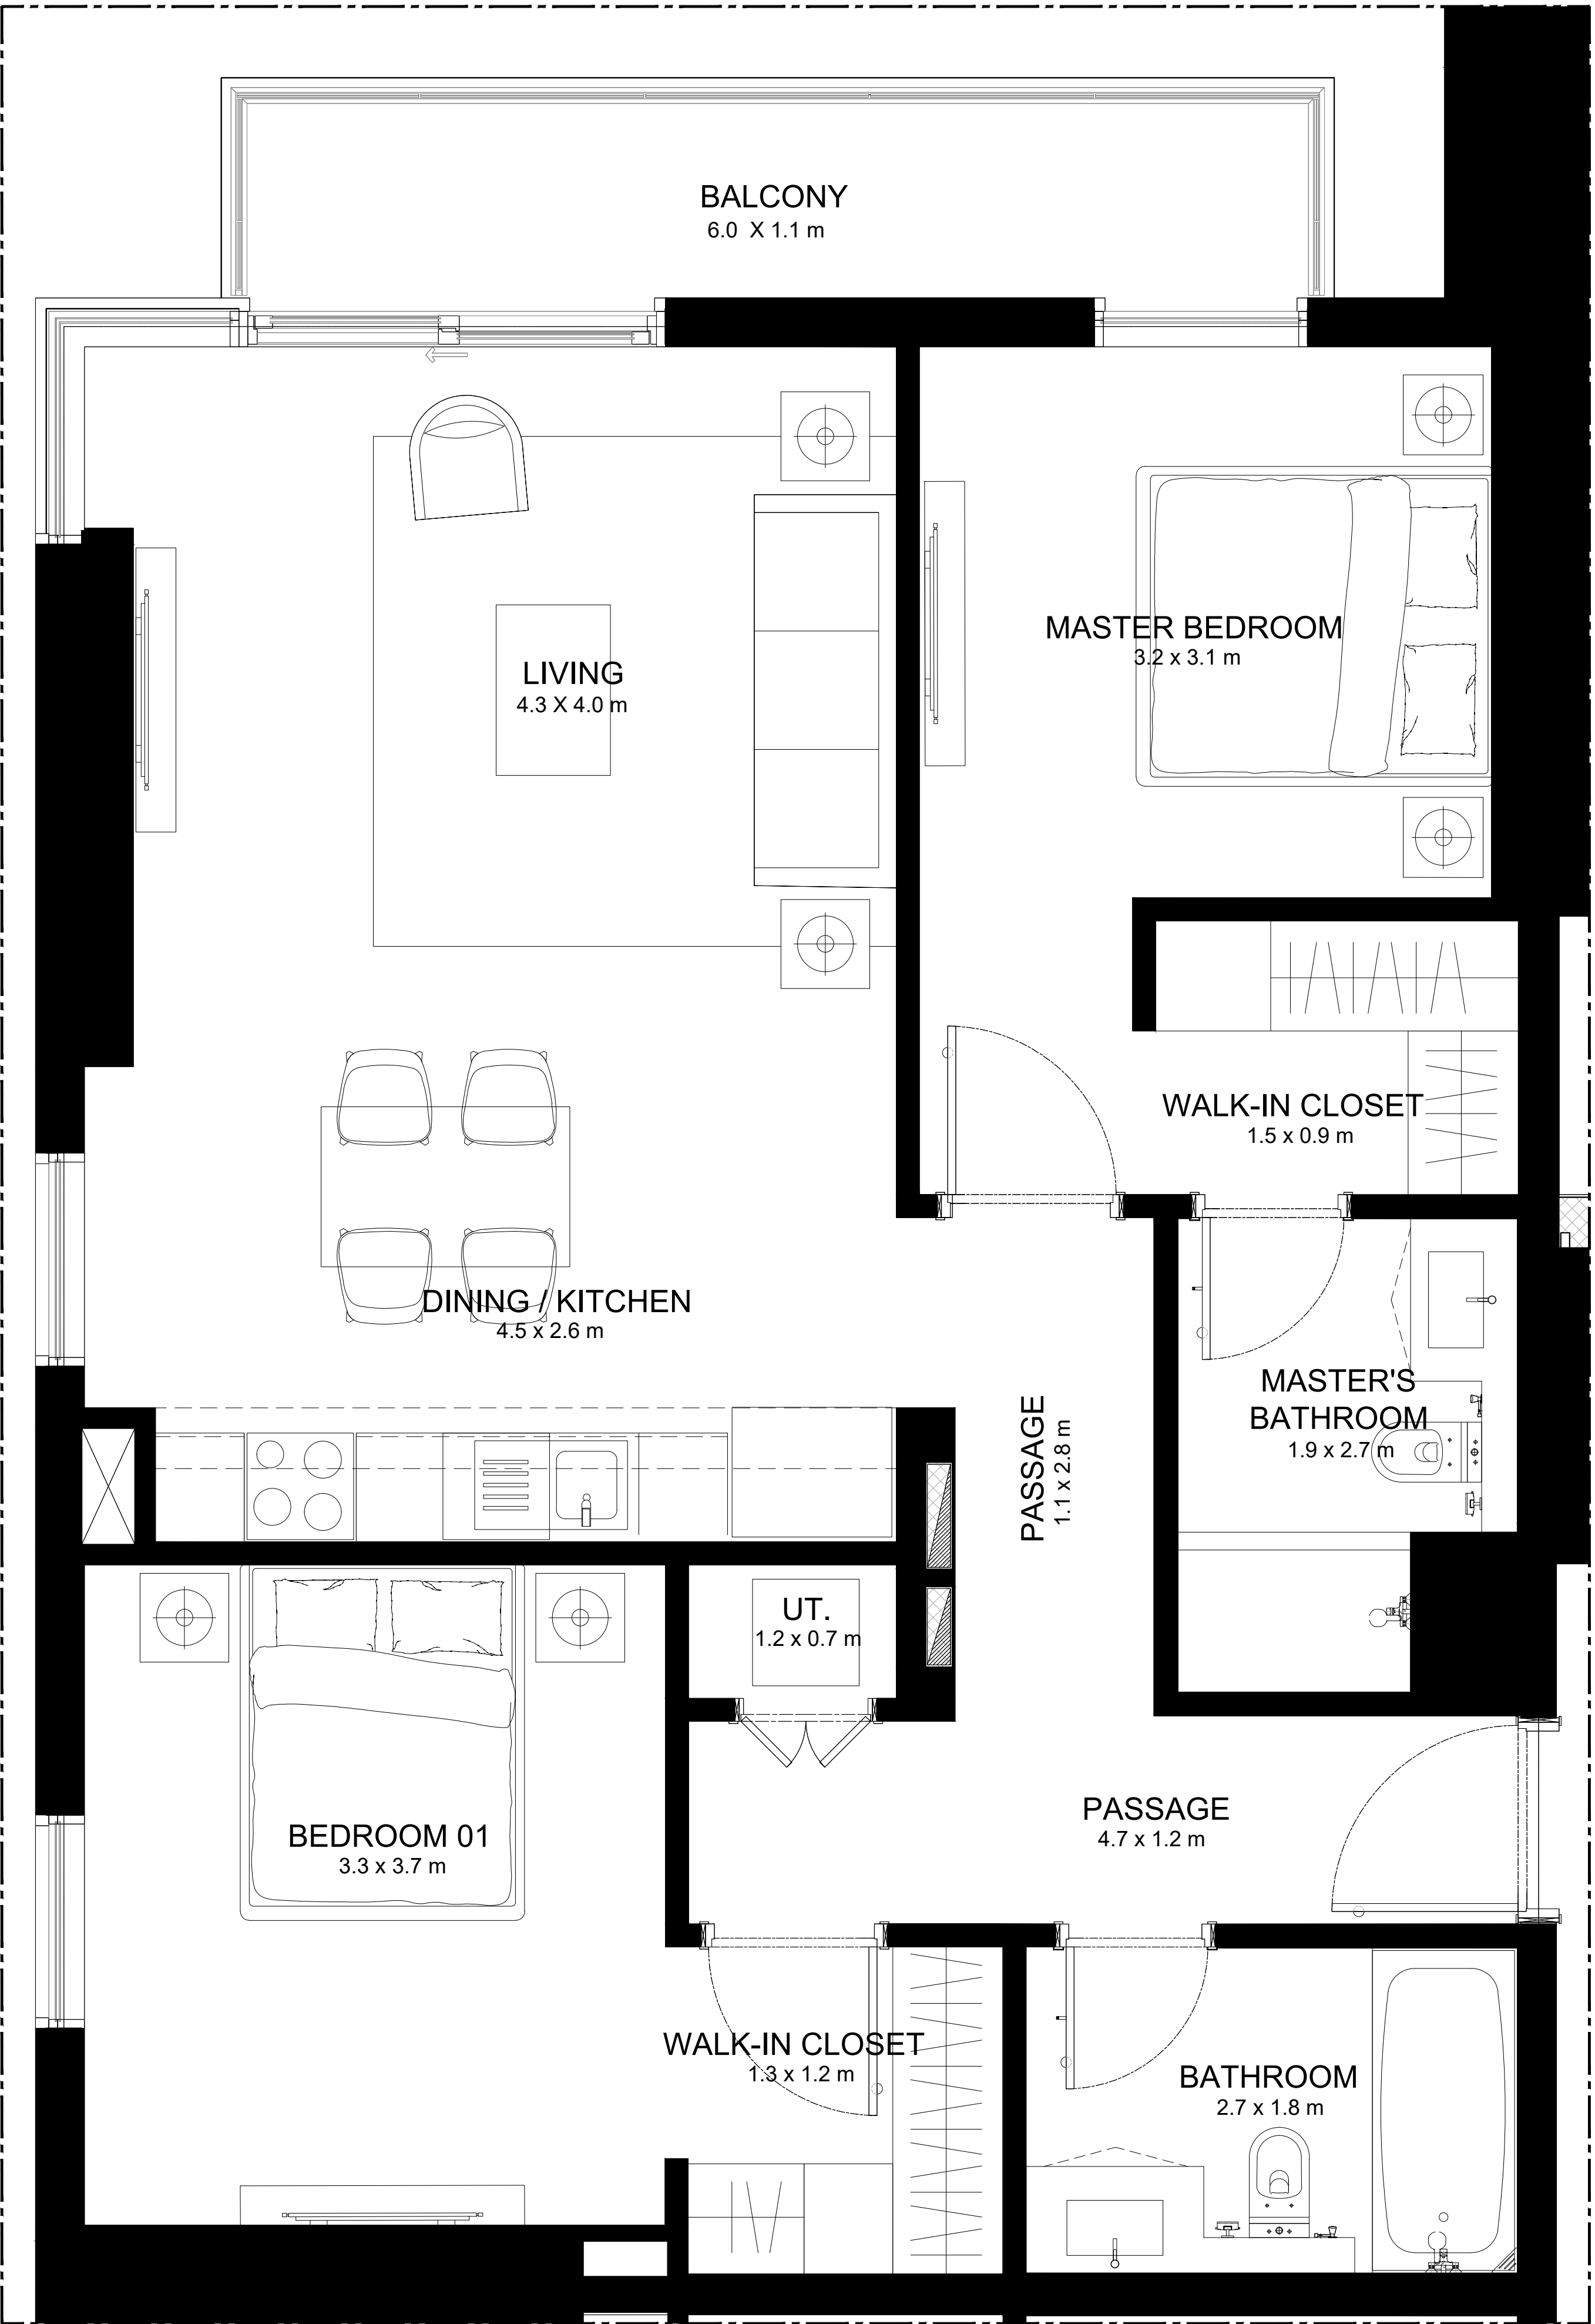 BALCONY
6.0 X 1.1 m
LIVING
4.3 X 4.0 m
MASTER BEDROOM
3.2 x 3.1 m
WALK-IN CLOSET
1.5 x 0.9 m
DINING / KITCHEN
4.5 x 2.6 m
PASSAGE
1.1 x 2.8 m
MASTER'S
BATHROOM
1.9 x 2.7 m
UT.
1.2 x 0.7 m
PASSAGE
4.7 x 1.2 m
BEDROOM 01
3.3 x 3.7 m
WALK-IN CLOSET
1.3 x 1.2 m
BATHROOM
2.7 x 1.8 m